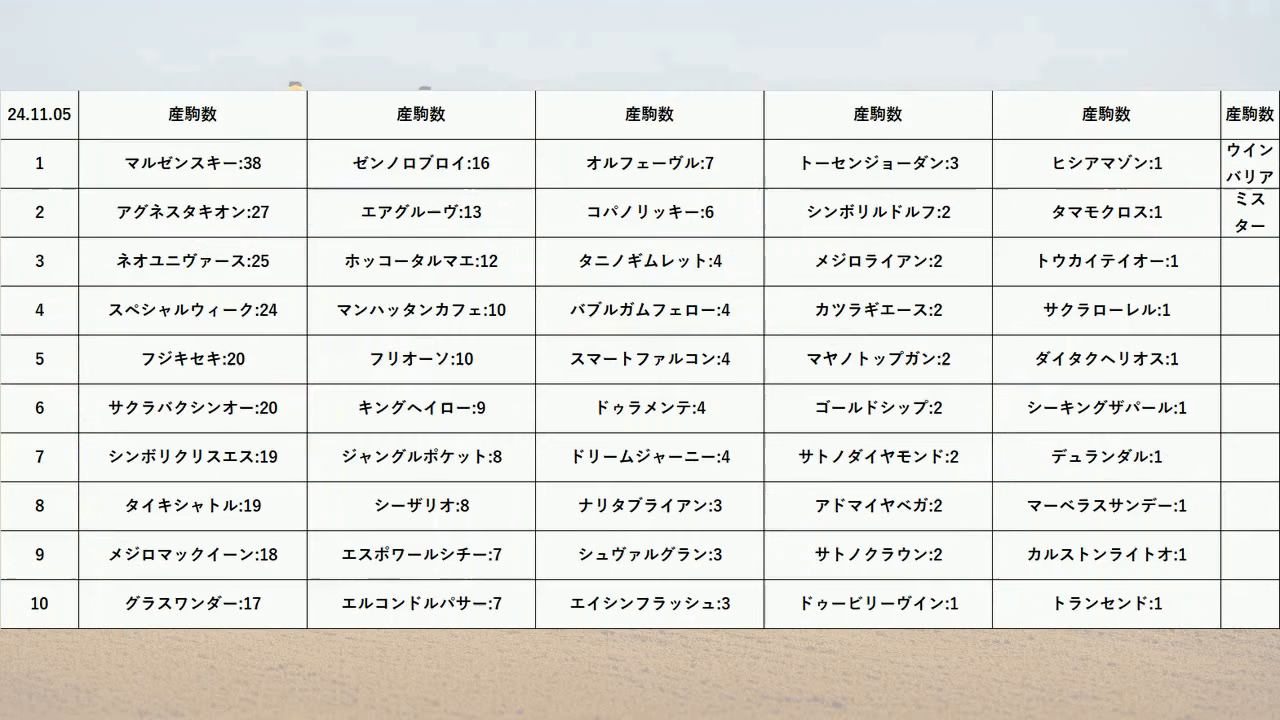 24.11.05 産駒数 産駒数 産駒数 産駒数 産駒数 産駒数
1 マルゼンスキー:38 ゼンノロブロイ:16 オルフェーヴル:7 トーセンジョーダン:3 ヒシアマゾン:1 ウイン
バリア
2 アグネスタキオン:27 エアグルーヴ:13 コパノリッキー:6 シンボリルドルフ:2 タマモクロス:1 ミス
ター
3 ネオユニヴァース:25 ホッコータルマエ:12 タニノギムレット:4 メジロライアン:2 トウカイテイオー:1
4 スペシャルウィーク:24 マンハッタンカフェ:10 バブルガムフェロー:4 カツラギエース:2 サクラローレル:1
5 フジキセキ:20 フリオーソ:10 スマートファルコン:4 マヤノトップガン:2 ダイタクヘリオス:1
6 サクラバクシンオー:20 キングヘイロー:9 ドゥラメンテ:4 ゴールドシップ:2 シーキングザパール:1
7 シンボリクリスエス:19 ジャングルポケット:8 ドリームジャーニー:4 サトノダイヤモンド:2 デュランダル:1
8 タイキシャトル:19 シーザリオ:8 ナリタブライアン:3 アドマイヤベガ:2 マーベラスサンデー:1
9 メジロマックイーン:18 エスポワールシチー:7 シュヴァルグラン:3 サトノクラウン:2 カルストンライトオ:1
10 グラスワンダー:17 エルコンドルパサー:7 エイシンフラッシュ:3 ドゥービリーヴイン:1 トランセンド:1